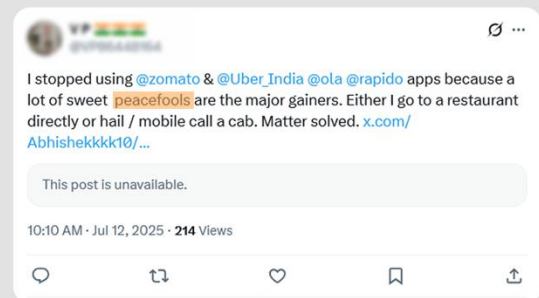 VP
I stopped using @zomato & @Uber_India @ola @rapido apps because a
lot of sweet peacefools are the major gainers. Either I go to a restaurant
directly or hail / mobile call a cab. Matter solved. x.com/
Abhishekkkk10/...
This post is unavailable.
10:10 AM · Jul 12, 2025 · 214 Views